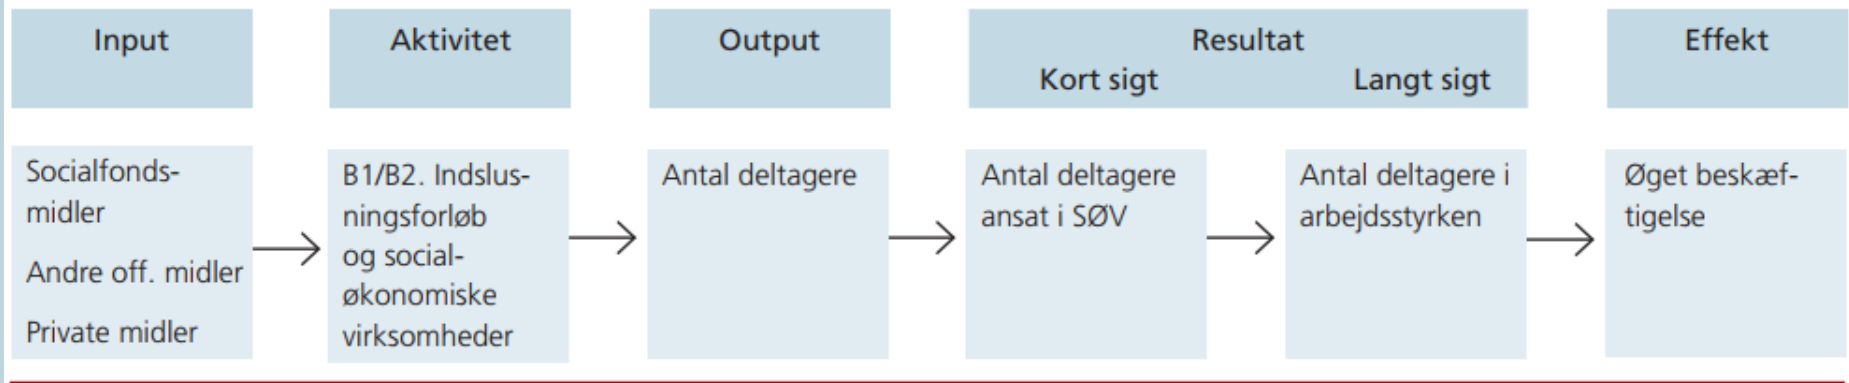 Input
Aktivitet
Output
Resultat
Kort sigt
Langt sigt
Effekt
Socialfonds-
midler
Andre off. midler
Private midler
B1/B2. Indslus-
ningsforløb
og social-
økonomiske
virksomheder
Antal deltagere
Antal deltagere
ansat i SØV
Antal deltagere i
arbejdsstyrken
Øget beskæf-
tigelse